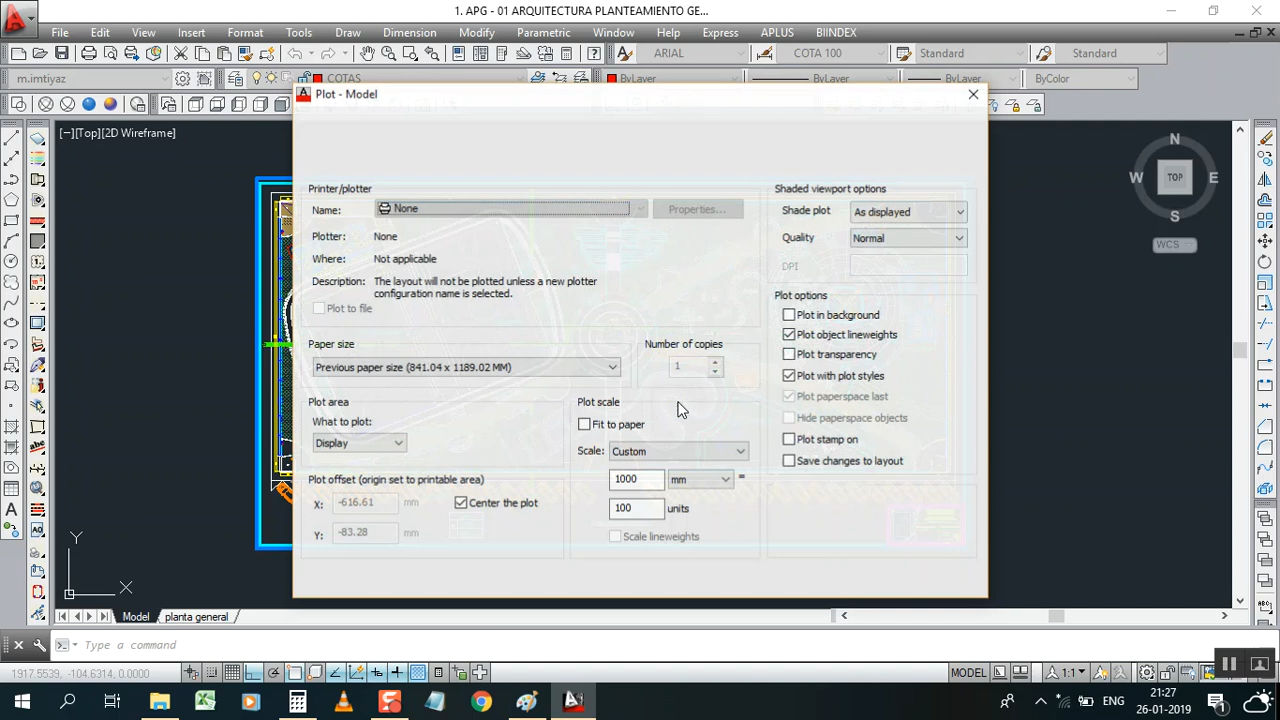 1. APG - 01 ARQUITECTURA PLANTEAMIENTO GE...
File Edit View Insert Format Tools Draw Dimension Modify Parametric Window Help Express APLUS BIINDEX
ARIAL COTA 100 Standard Standard
m.imtiyaz COTAS ByLayer ByLayer ByLayer ByColor
Plot - Model
[−][Top][2D Wireframe]
N
W TOP E
S
WCS
Printer/plotter
Name: None Properties...
Plotter: None
Where: Not applicable
Description: The layout will not be plotted unless a new plotter
configuration name is selected.
Plot to file
Paper size
Previous paper size (841.04 x 1189.02 MM)
Number of copies
1
Plot area
What to plot:
Display
Plot scale
Fit to paper
Scale: Custom
1000 mm =
100 units
Scale lineweights
Plot offset (origin set to printable area)
X: -616.61 mm Center the plot
Y: -83.28 mm
Shaded viewport options
Shade plot As displayed
Quality Normal
DPI
Plot options
Plot in background
Plot object lineweights
Plot transparency
Plot with plot styles
Plot paperspace last
Hide paperspace objects
Plot stamp on
Save changes to layout
Y
X
Model planta general
Type a command
1917.5539, -104.6314, 0.0000 MODEL 1:1
ENG 21:27
26-01-2019
1